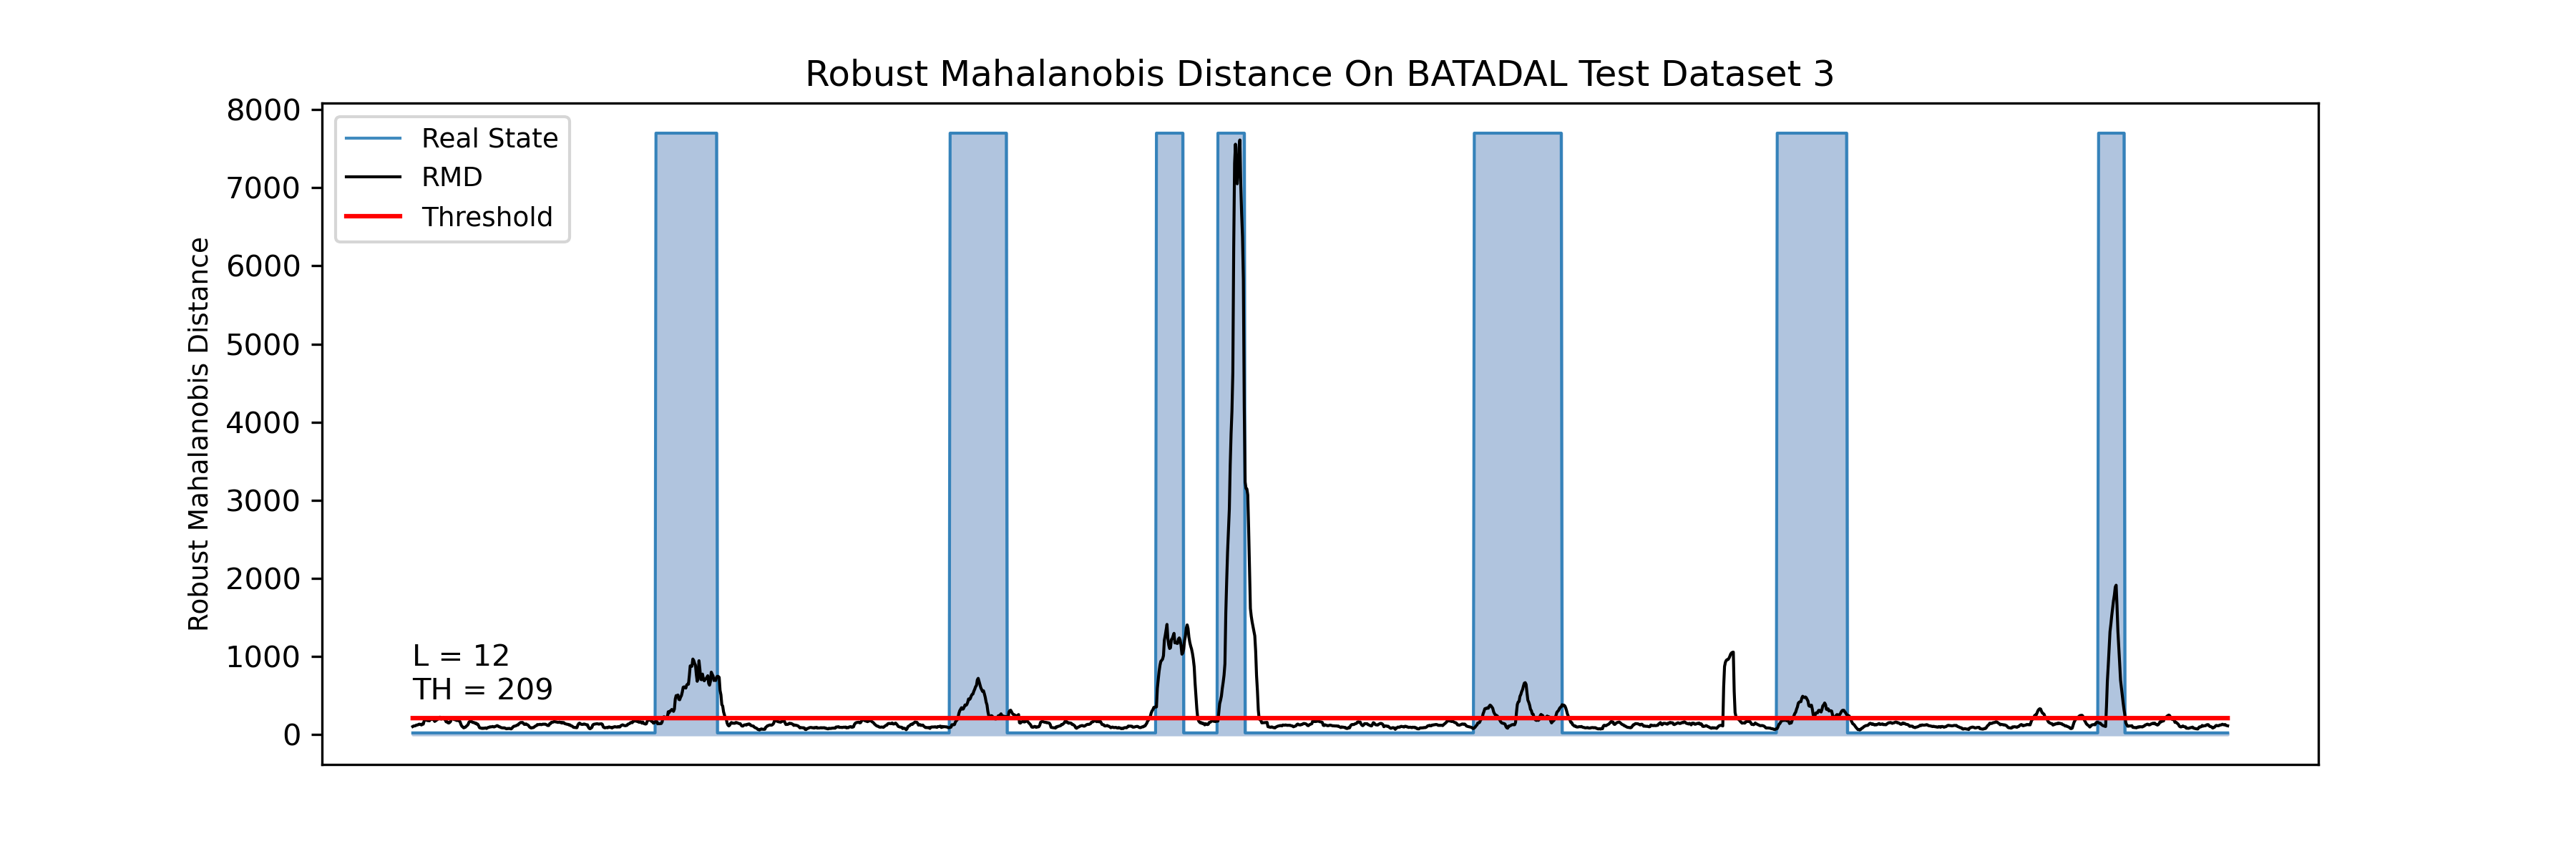 Robust Mahalanobis Distance On BATADAL Test Dataset 3
Robust Mahalanobis Distance
8000
7000
6000
5000
4000
3000
2000
1000
0
Real State
RMD
Threshold
L = 12
TH = 209